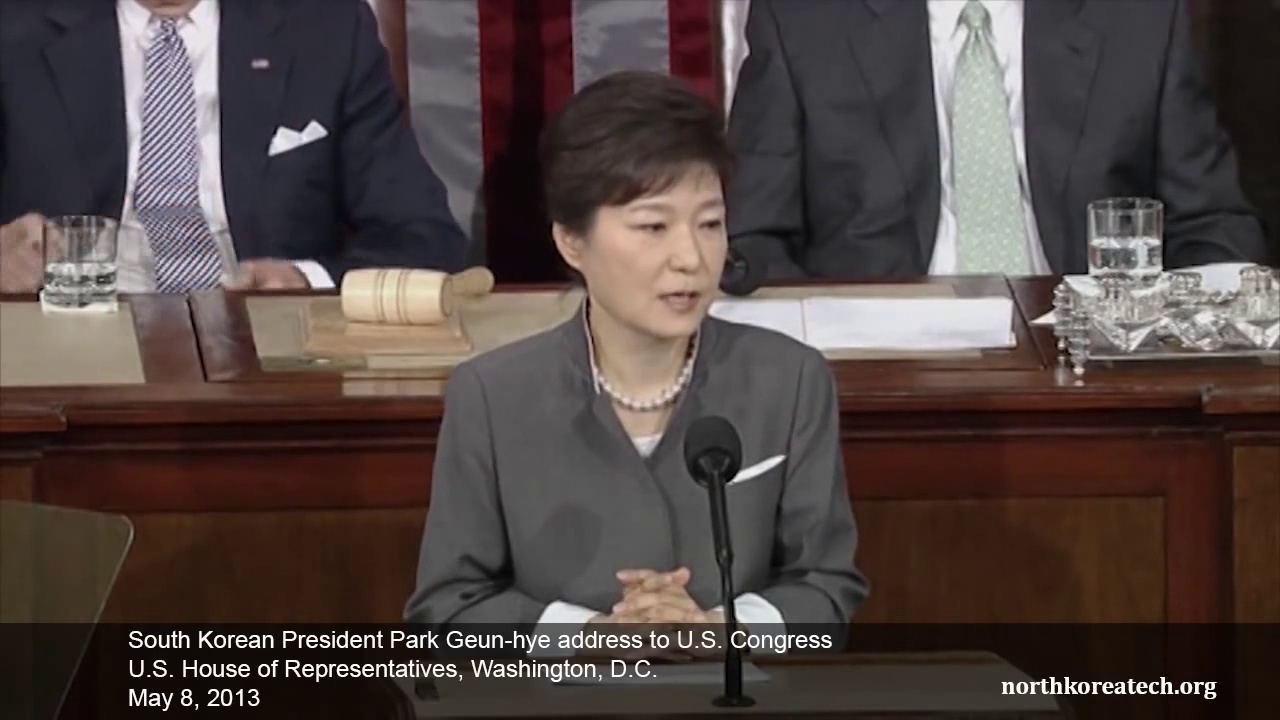 South Korean President Park Geun-hye address to U.S. Congress
U.S. House of Representatives, Washington, D.C.
May 8, 2013
northkoreatech.org